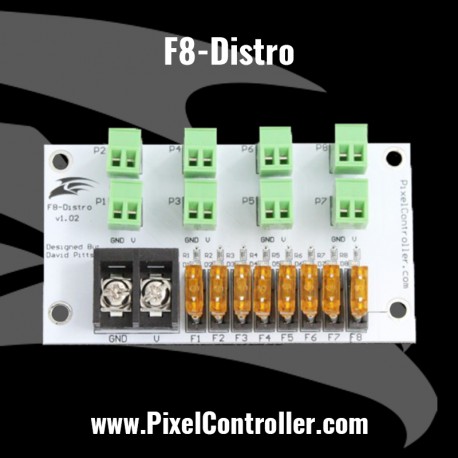 F8-Distro
P2 P4 P6 P8
F8-Distro
v1.02
P1 P3 P5 P7
PixelController.com
GND V GND V GND V GND V
Designed By:
David Pitts
R1 R2 R3 R4 R5 R6 R7 R8
GND V F1 F2 F3 F4 F5 F6 F7 F8
www.PixelController.com